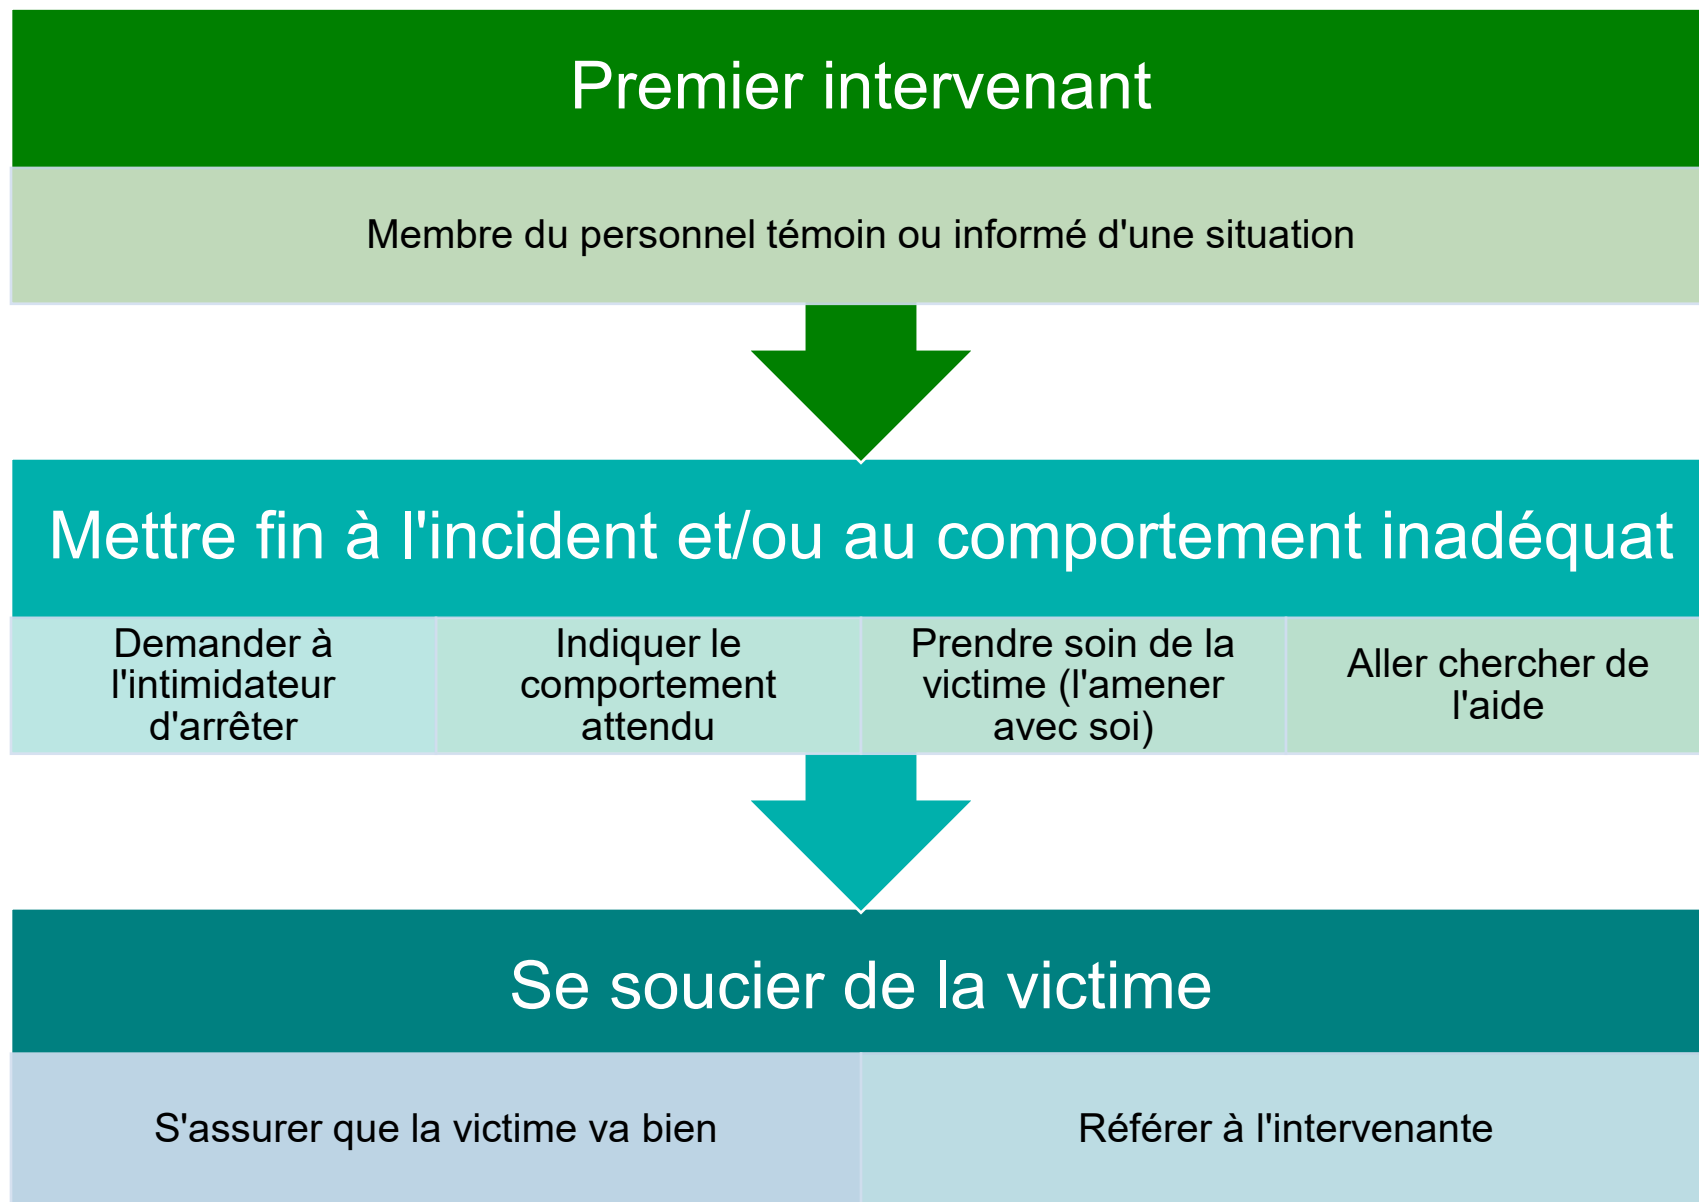 Premier intervenant
Membre du personnel témoin ou informé d'une situation
Mettre fin à l'incident et/ou au comportement inadéquat
Demander à
l'intimidateur
d'arrêter
Indiquer le
comportement
attendu
Prendre soin de la
victime (l'amener
avec soi)
Aller chercher de
l'aide
Se soucier de la victime
S'assurer que la victime va bien
Référer à l'intervenante